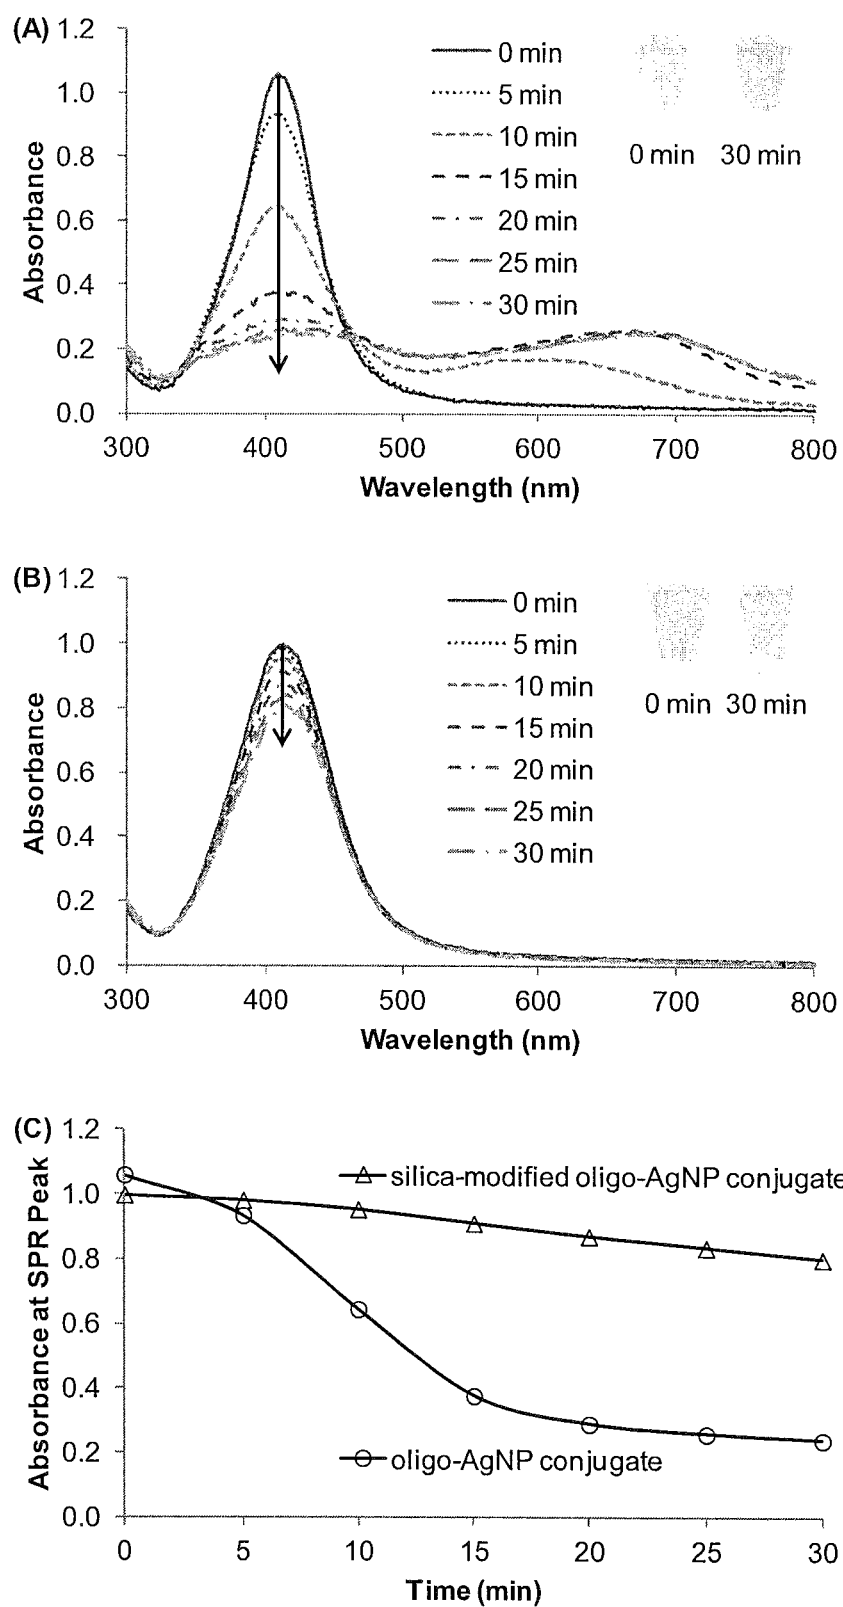 (A)
1.2
1.0
0.8
0.6
0.4
0.2
0.0
Absorbance
300 400 500 600 700 800
Wavelength (nm)
0 min
5 min
10 min
15 min
20 min
25 min
30 min
0 min 30 min
(B)
1.2
1.0
0.8
0.6
0.4
0.2
0.0
Absorbance
300 400 500 600 700 800
Wavelength (nm)
0 min
5 min
10 min
15 min
20 min
25 min
30 min
0 min 30 min
(C)
1.2
1.0
0.8
0.6
0.4
0.2
0.0
Absorbance at SPR Peak
silica-modified oligo-AgNP conjugate
oligo-AgNP conjugate
0 5 10 15 20 25 30
Time (min)